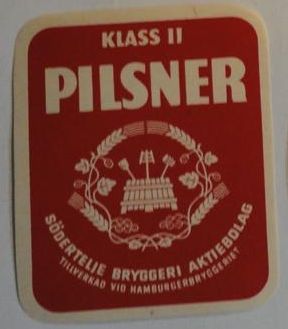 KLASS II
PILSNER
SÖDERTELJE BRYGGERI AKTIEBOLAG
TILLVERKAD VID HAMBURGERBRYGGERIET